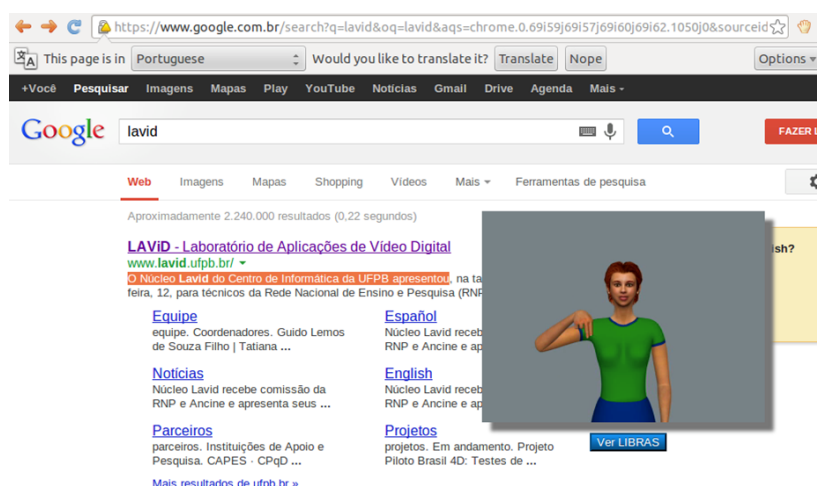 https://www.google.com.br/search?q=lavid&oq=lavid&aqs=chrome.0.69i59j69i57j69i60j69i62.1050j0&sourceid
This page is in Portuguese Would you like to translate it? Translate Nope Options
+Você Pesquisar Imagens Mapas Play YouTube Notícias Gmail Drive Agenda Mais
Google lavid FAZER L
Web Imagens Mapas Shopping Vídeos Mais Ferramentas de pesquisa
Aproximadamente 2.240.000 resultados (0,22 segundos)
LAViD - Laboratório de Aplicações de Vídeo Digital
ish?
www.lavid.ufpb.br/
O Núcleo Lavid do Centro de Informática da UFPB apresentou, na ta
feira, 12, para técnicos da Rede Nacional de Ensino e Pesquisa (RNP
Equipe
equipe. Coordenadores. Guido Lemos
de Souza Filho | Tatiana ...
Español
Núcleo Lavid receb
RNP e Ancine e ap
Notícias
Núcleo Lavid recebe comissão da
RNP e Ancine e apresenta seus ...
English
Núcleo Lavid receb
RNP e Ancine e ap
Parceiros
parceiros. Instituições de Apoio e
Pesquisa. CAPES · CPqD ...
Projetos
projetos. Em andamento. Projeto
Piloto Brasil 4D: Testes de ...
Ver LIBRAS
Mais resultados de ufpb.br »